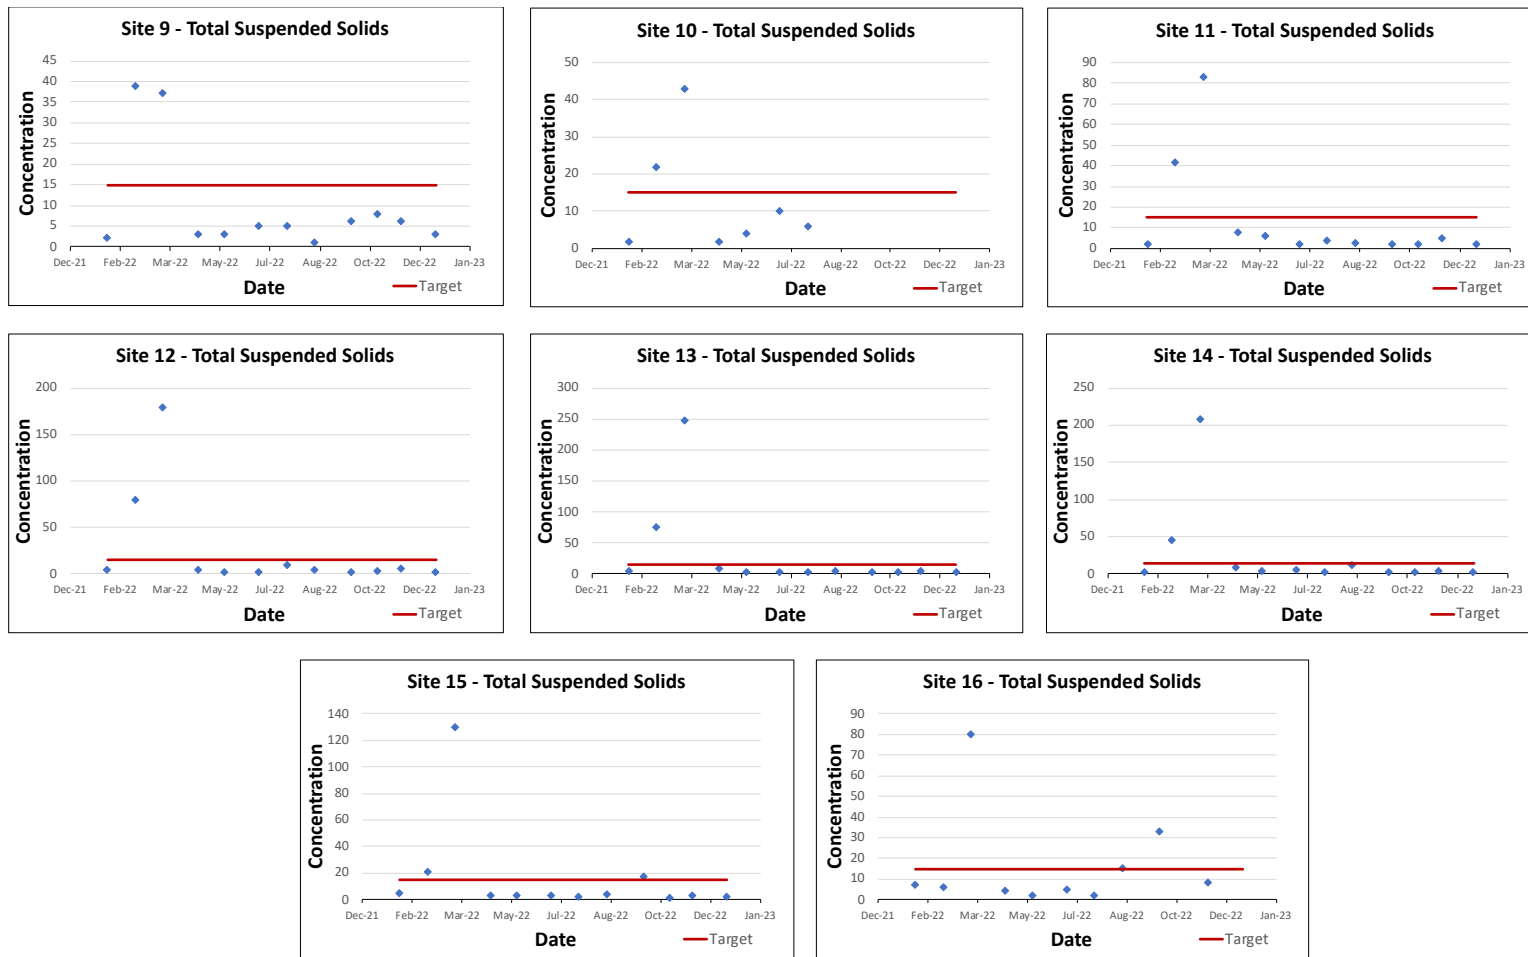 Site 9 - Total Suspended Solids
45
40
35
30
25
20
15
10
5
0
Concentration
Dec-21 Feb-22 Mar-22 May-22 Jul-22 Aug-22 Oct-22 Dec-22 Jan-23
Date
Target
Site 10 - Total Suspended Solids
50
40
30
20
10
0
Concentration
Dec-21 Feb-22 Mar-22 May-22 Jul-22 Aug-22 Oct-22 Dec-22 Jan-23
Date
Target
Site 11 - Total Suspended Solids
90
80
70
60
50
40
30
20
10
0
Concentration
Dec-21 Feb-22 Mar-22 May-22 Jul-22 Aug-22 Oct-22 Dec-22 Jan-23
Date
Target
Site 12 - Total Suspended Solids
200
150
100
50
0
Concentration
Dec-21 Feb-22 Mar-22 May-22 Jul-22 Aug-22 Oct-22 Dec-22 Jan-23
Date
Target
Site 13 - Total Suspended Solids
300
250
200
150
100
50
0
Concentration
Dec-21 Feb-22 Mar-22 May-22 Jul-22 Aug-22 Oct-22 Dec-22 Jan-23
Date
Target
Site 14 - Total Suspended Solids
250
200
150
100
50
0
Concentration
Dec-21 Feb-22 Mar-22 May-22 Jul-22 Aug-22 Oct-22 Dec-22 Jan-23
Date
Target
Site 15 - Total Suspended Solids
140
120
100
80
60
40
20
0
Concentration
Dec-21 Feb-22 Mar-22 May-22 Jul-22 Aug-22 Oct-22 Dec-22 Jan-23
Date
Target
Site 16 - Total Suspended Solids
90
80
70
60
50
40
30
20
10
0
Concentration
Dec-21 Feb-22 Mar-22 May-22 Jul-22 Aug-22 Oct-22 Dec-22 Jan-23
Date
Target